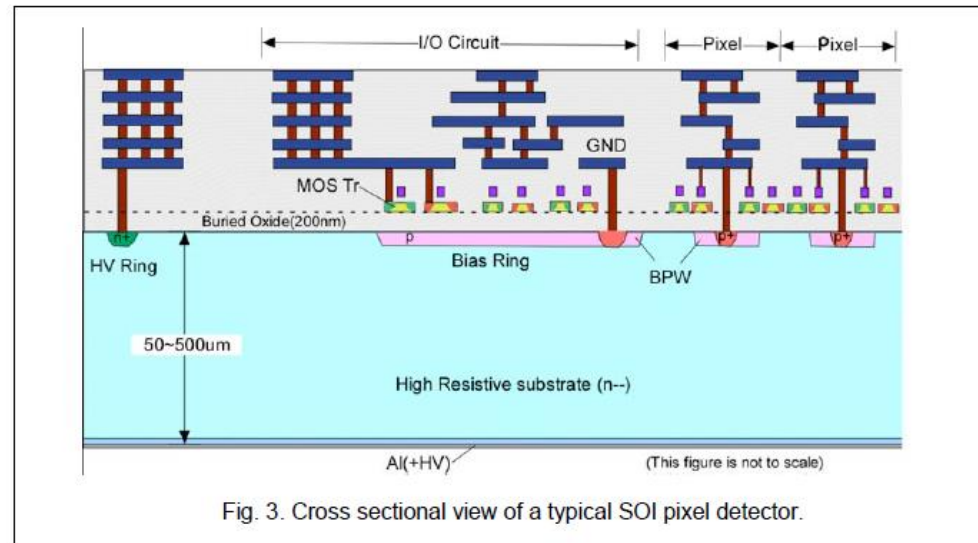 I/O Circuit
Pixel
Pixel
GND
MOS Tr
Buried Oxide(200nm)
n+
p
p+
p+
HV Ring
Bias Ring
BPW
50~500um
High Resistive substrate (n--)
Al(+HV)
(This figure is not to scale)
Fig. 3. Cross sectional view of a typical SOI pixel detector.